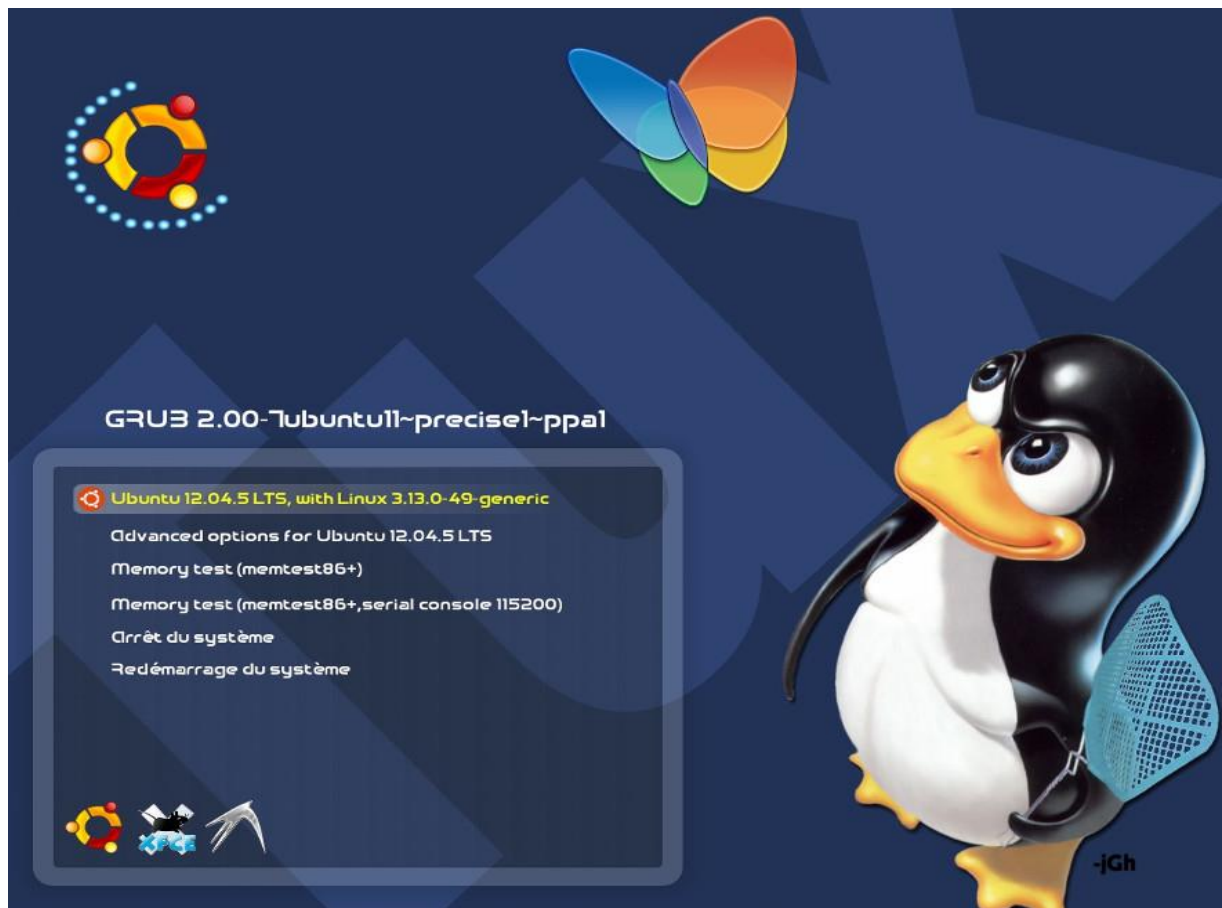 TUX
GRUB 2.00-7ubuntu11~precise1~ppa1
Ubuntu 12.04.5 LTS, with Linux 3.13.0-49-generic
Advanced options for Ubuntu 12.04.5 LTS
Memory test (memtest86+)
Memory test (memtest86+,serial console 115200)
Arrêt du système
Redémarrage du système
XFCE
-jGh